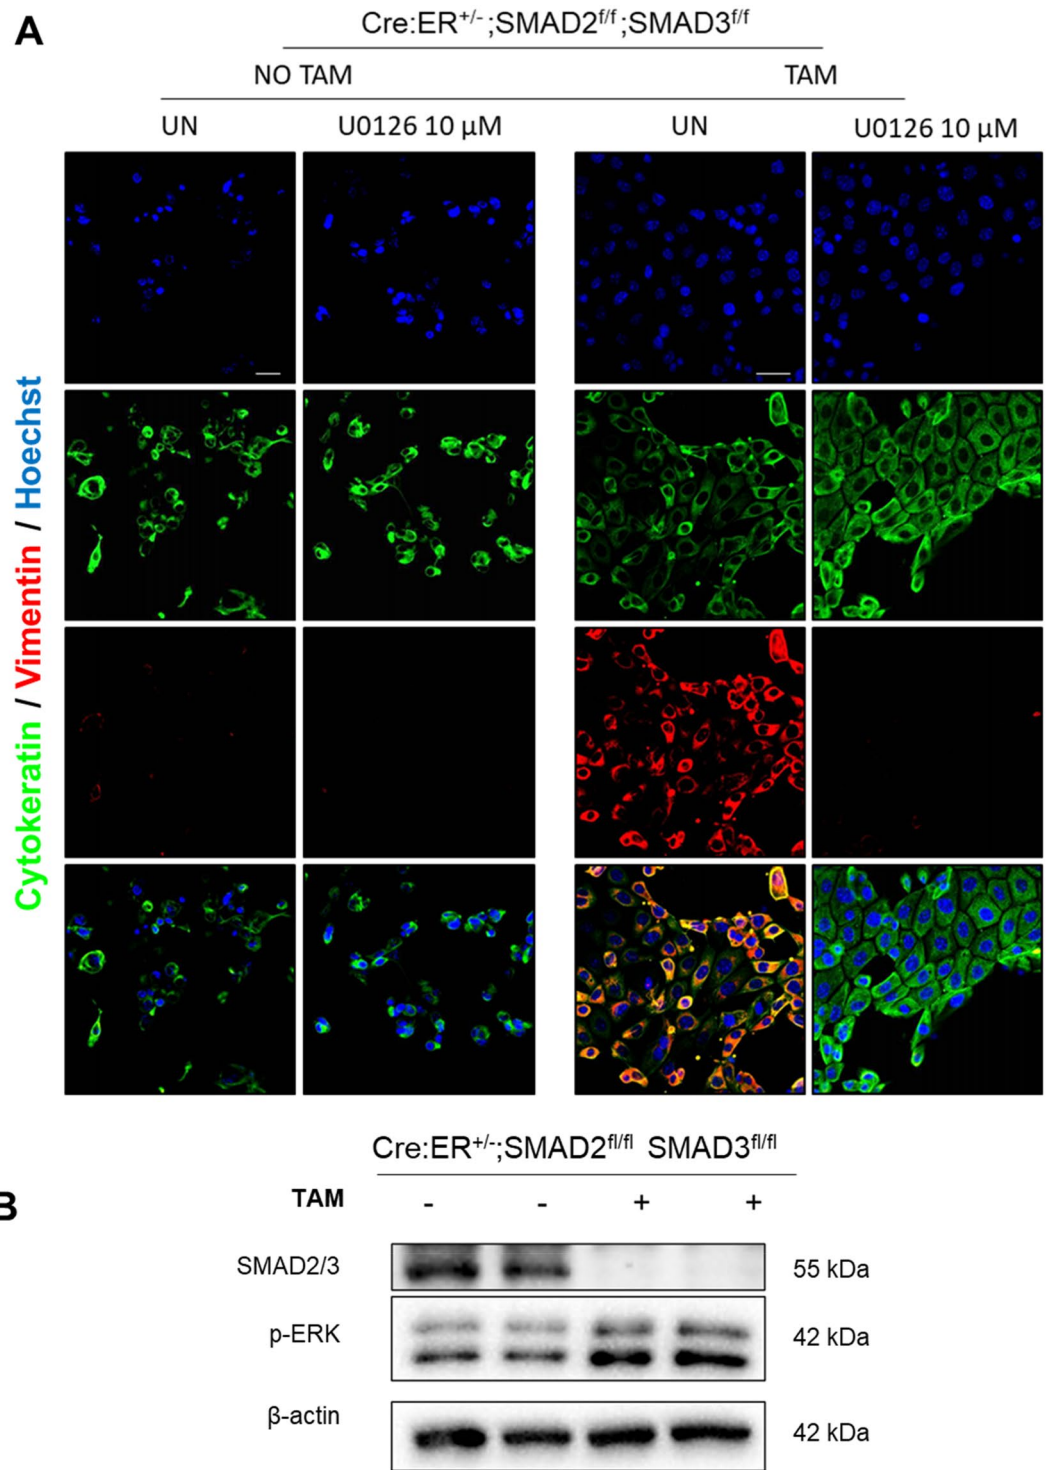 A
Cre:ER+/-;SMAD2f/f;SMAD3f/f
NO TAM TAM
UN U0126 10 µM UN U0126 10 µM
Cytokeratin / Vimentin / Hoechst
B
Cre:ER+/-;SMAD2fl/fl SMAD3fl/fl
TAM - - + +
SMAD2/3 55 kDa
p-ERK 42 kDa
β-actin 42 kDa